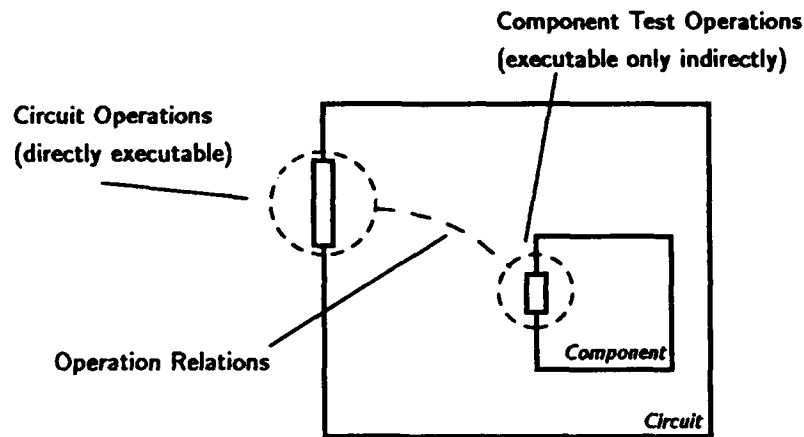 Component Test Operations
(executable only indirectly)
Circuit Operations
(directly executable)
Operation Relations
Component
Circuit